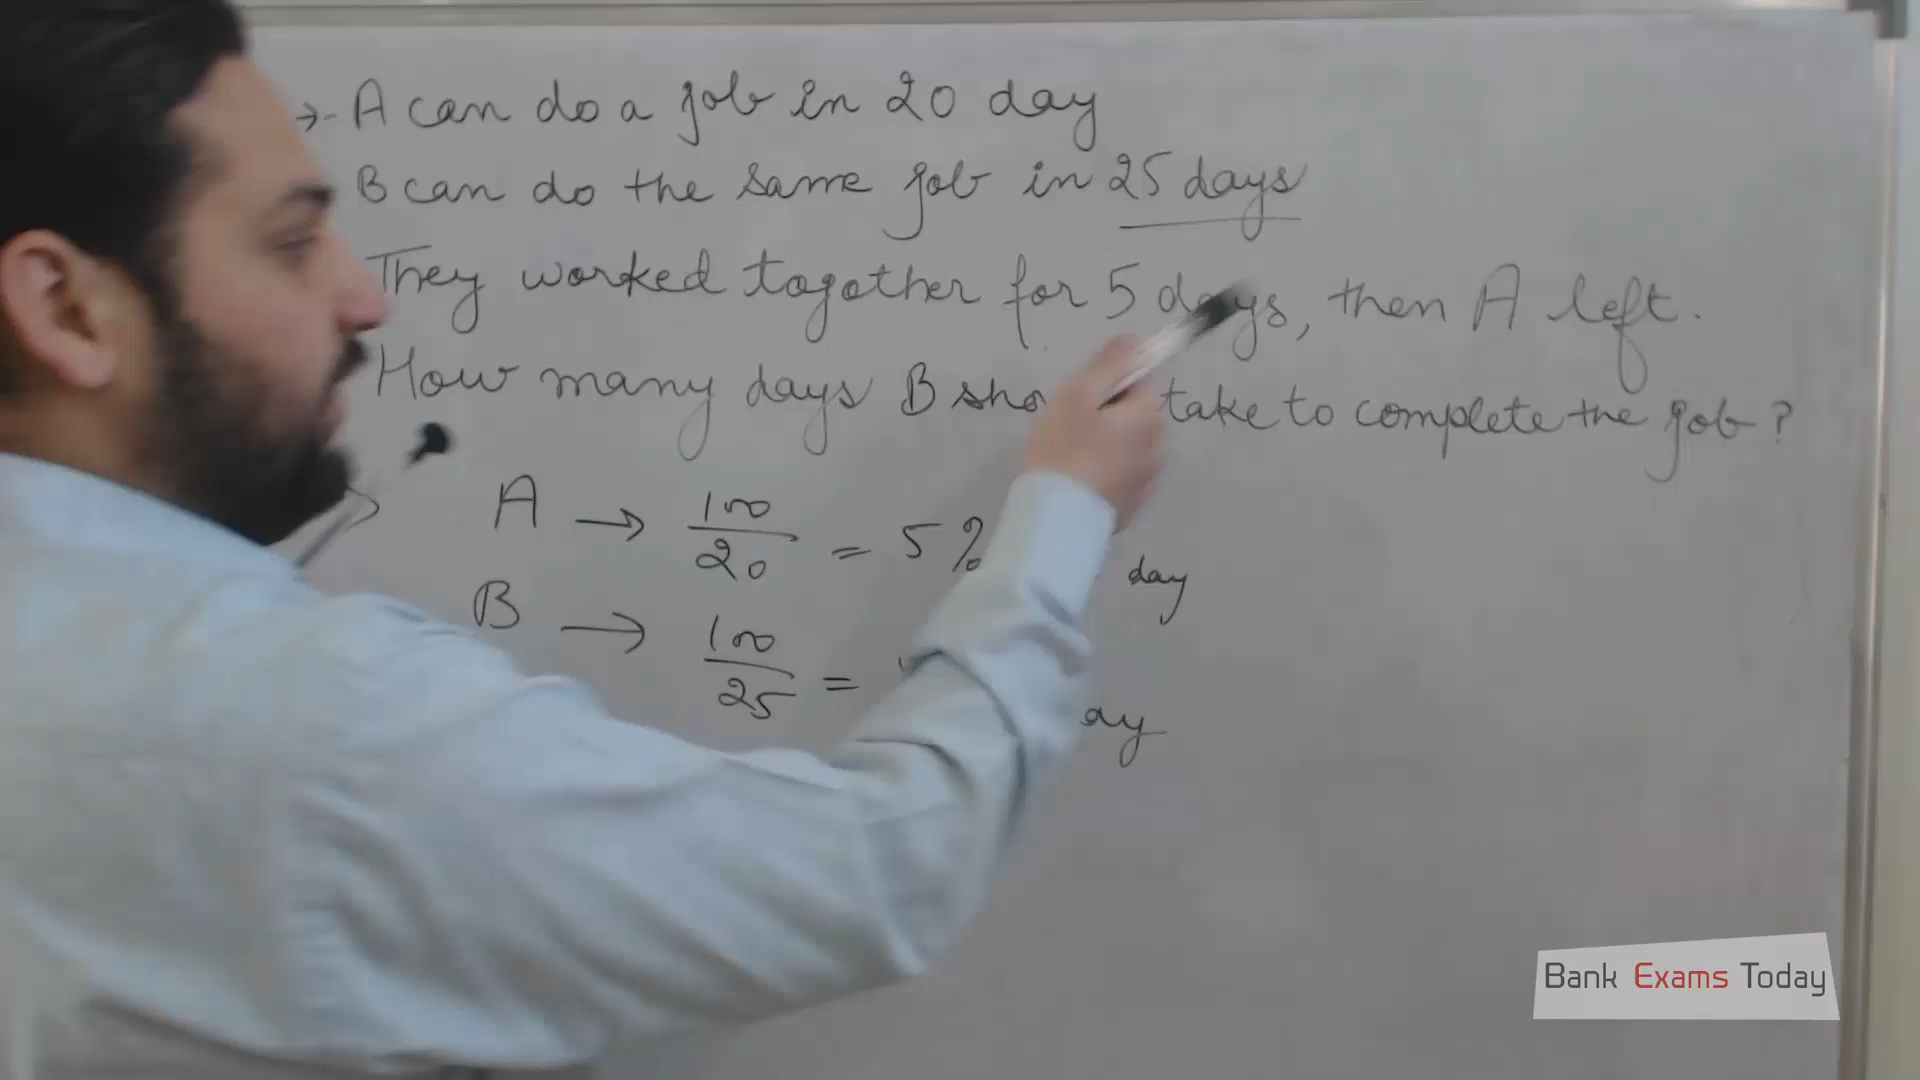 → A can do a job in 20 day
B can do the same job in 25 days
They worked together for 5 days, then A left.
How many days B take to complete the job?
A → 100/20 = 5% day
B → 100/25 =
Bank Exams Today